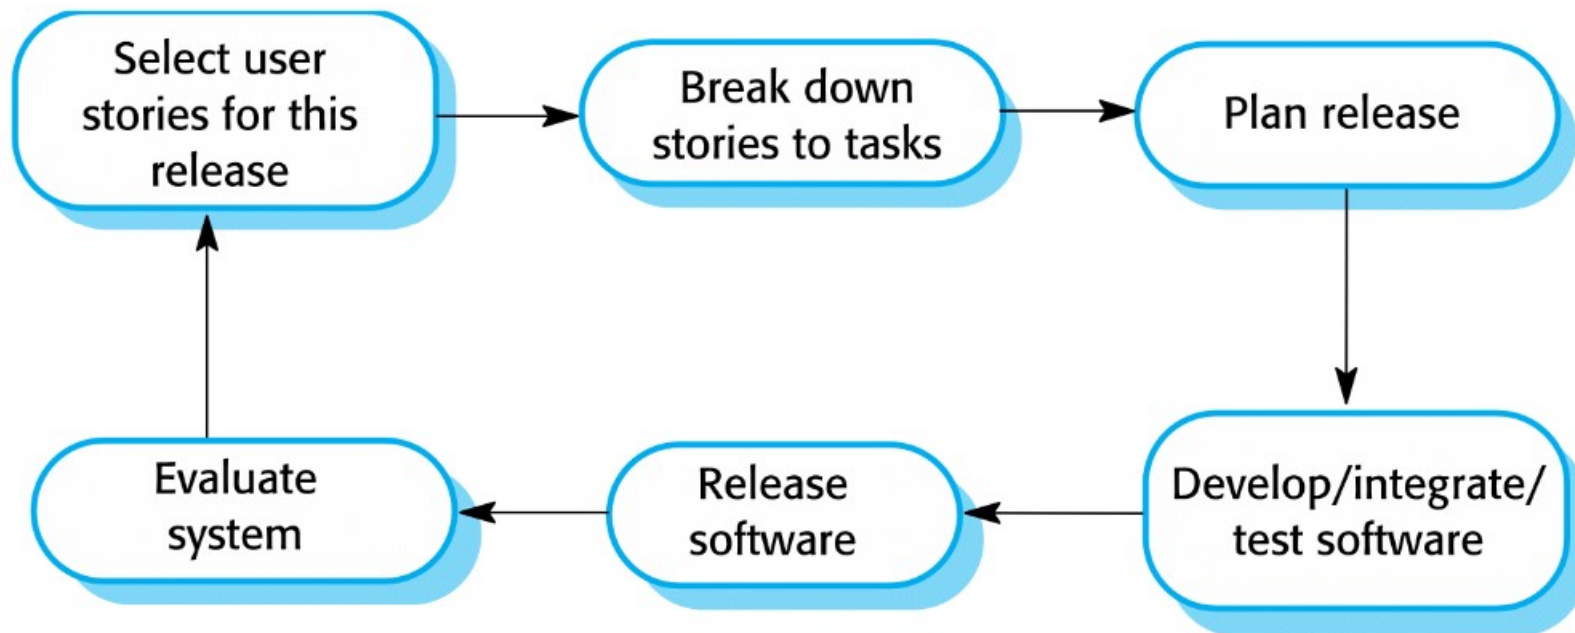 Select user
stories for this
release
Break down
stories to tasks
Plan release
Develop/integrate/
test software
Release
software
Evaluate
system